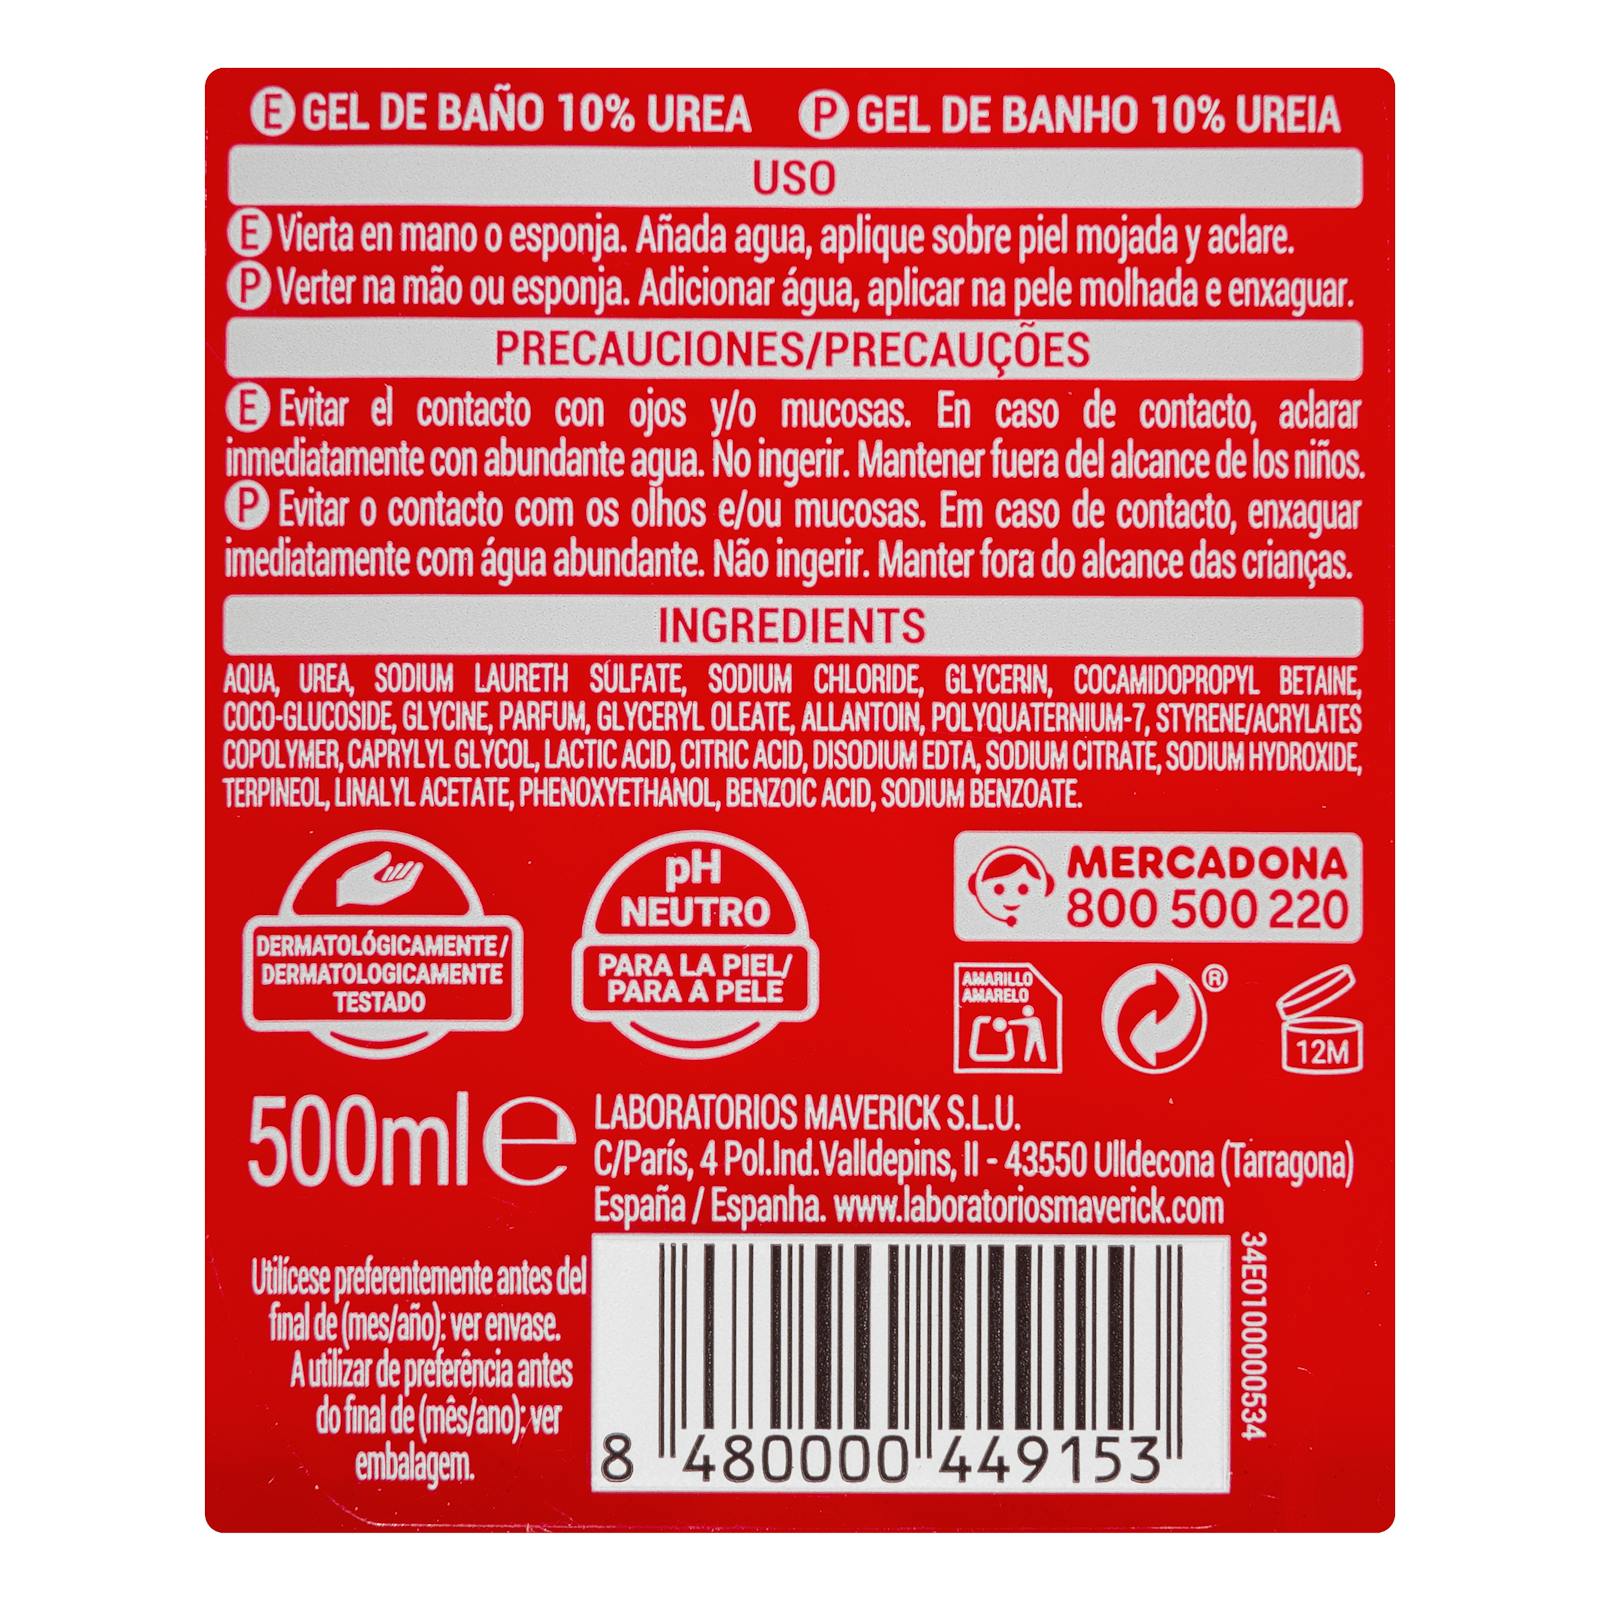 E GEL DE BAÑO 10% UREA P GEL DE BANHO 10% UREIA
USO
E Vierta en mano o esponja. Añada agua, aplique sobre piel mojada y aclare.
P Verter na mão ou esponja. Adicionar água, aplicar na pele molhada e enxaguar.
PRECAUCIONES/PRECAUÇÕES
E Evitar el contacto con ojos y/o mucosas. En caso de contacto, aclarar
inmediatamente con abundante agua. No ingerir. Mantener fuera del alcance de los niños.
P Evitar o contacto com os olhos e/ou mucosas. Em caso de contacto, enxaguar
imediatamente com água abundante. Não ingerir. Manter fora do alcance das crianças.
INGREDIENTS
AQUA, UREA, SODIUM LAURETH SULFATE, SODIUM CHLORIDE, GLYCERIN, COCAMIDOPROPYL BETAINE,
COCO-GLUCOSIDE, GLYCINE, PARFUM, GLYCERYL OLEATE, ALLANTOIN, POLYQUATERNIUM-7, STYRENE/ACRYLATES
COPOLYMER, CAPRYLYL GLYCOL, LACTIC ACID, CITRIC ACID, DISODIUM EDTA, SODIUM CITRATE, SODIUM HYDROXIDE,
TERPINEOL, LINALYL ACETATE, PHENOXYETHANOL, BENZOIC ACID, SODIUM BENZOATE.
DERMATOLÓGICAMENTE/
DERMATOLOGICAMENTE
TESTADO
pH
NEUTRO
PARA LA PIEL/
PARA A PELE
MERCADONA
800 500 220
AMARILLO
AMARELO
®
12M
500ml e
LABORATORIOS MAVERICK S.L.U.
C/París, 4 Pol.Ind.Valldepins, II - 43550 Ulldecona (Tarragona)
España / Espanha. www.laboratoriosmaverick.com
Utilícese preferentemente antes del
final de (mes/año): ver envase.
A utilizar de preferência antes
do final de (mês/ano): ver
embalagem.
8 480000 449153
34E0100000534